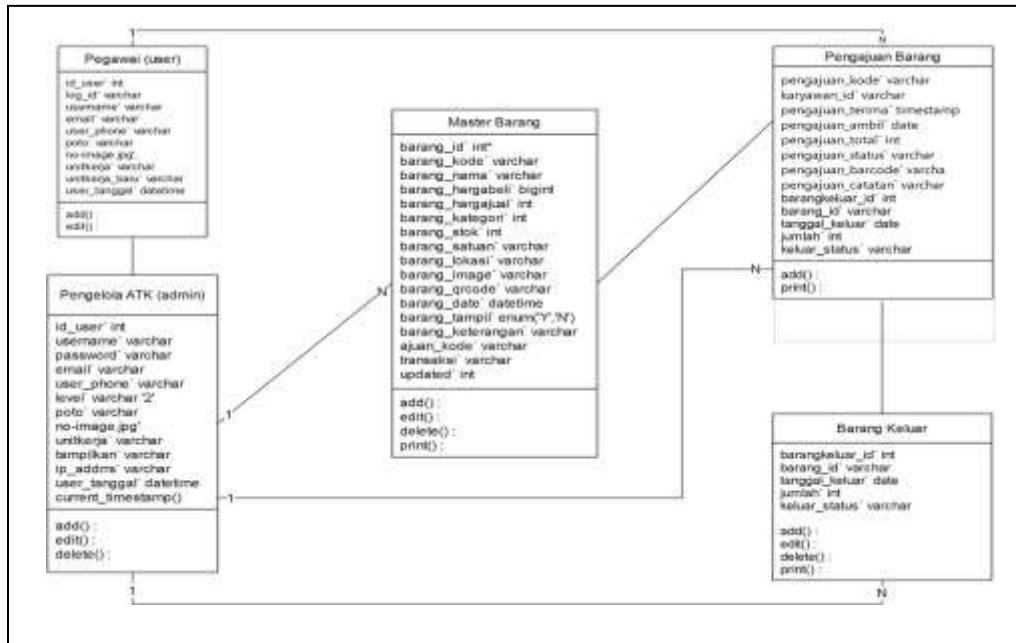 1
N
Pegawai (user)
id_user` int
log_id` varchar
username` varchar
email` varchar
user_phone` varchar
poto` varchar
no-image.jpg'
unitkerja` varchar
unitkerja_baru` varchar
user_tanggal` datetime
add() :
edit() :
Pengelola ATK (admin)
id_user` int
username` varchar
password` varchar
email` varchar
user_phone` varchar
level` varchar '2'
poto` varchar
no-image.jpg'
unitkerja` varchar
tampilkan` varchar
varchar
user_tanggal` datetime
current_timestamp()
add() :
edit() :
delete() :
Master Barang
barang_id` int"
barang_kode` varchar
barang_nama` varchar
barang_hargabeli` bigint
barang_hargajual` int
barang_kategori` int
barang_stok` int
barang_satuan` varchar
barang_lokasi` varchar
barang_image` varchar
barang_qrcode` varchar
barang_date` datetime
barang_tampil` enum('Y','N')
barang_keterangan` varchar
ajuan_kode` varchar
transaksi` varchar
updated` int
add() :
edit() :
delete() :
print() :
Pengajuan Barang
pengajuan_kode` varchar
karyawan_id` varchar
pengajuan_terima` timestamp
pengajuan_ambil` date
pengajuan_total` int
pengajuan_status` varchar
pengajuan_barcode` varcha
pengajuan_catatan` varchar
barangkeluar_id` int
barang_id` varchar
tanggal_keluar` date
jumlah` int
keluar_status` varchar
add() :
print() :
Barang Keluar
barangkeluar_id` int
barang_id` varchar
tanggal_keluar` date
jumlah` int
keluar_status` varchar
add() :
edit() :
delete() :
print() :
N
1
N
1
1
N